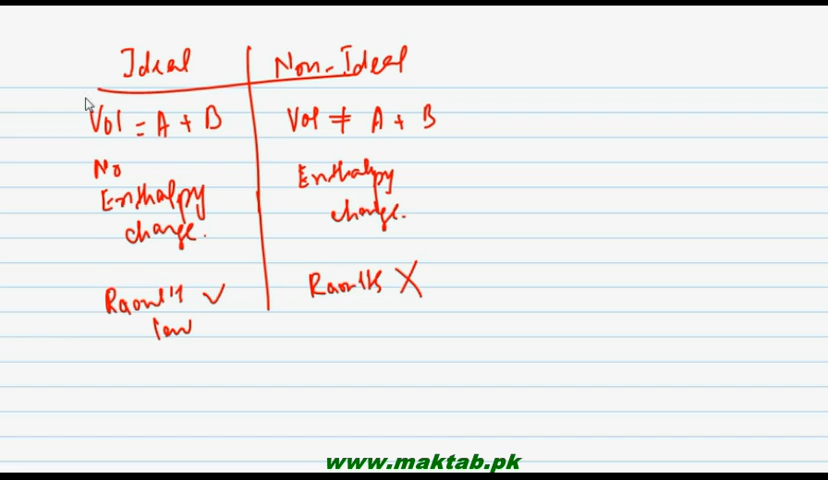 Ideal Non-Ideal
Vol = A + B Vol ≠ A + B
No Enthalpy
Enthalpy change.
change.
Raoult's ✓ Raoult's X
law
www.maktab.pk